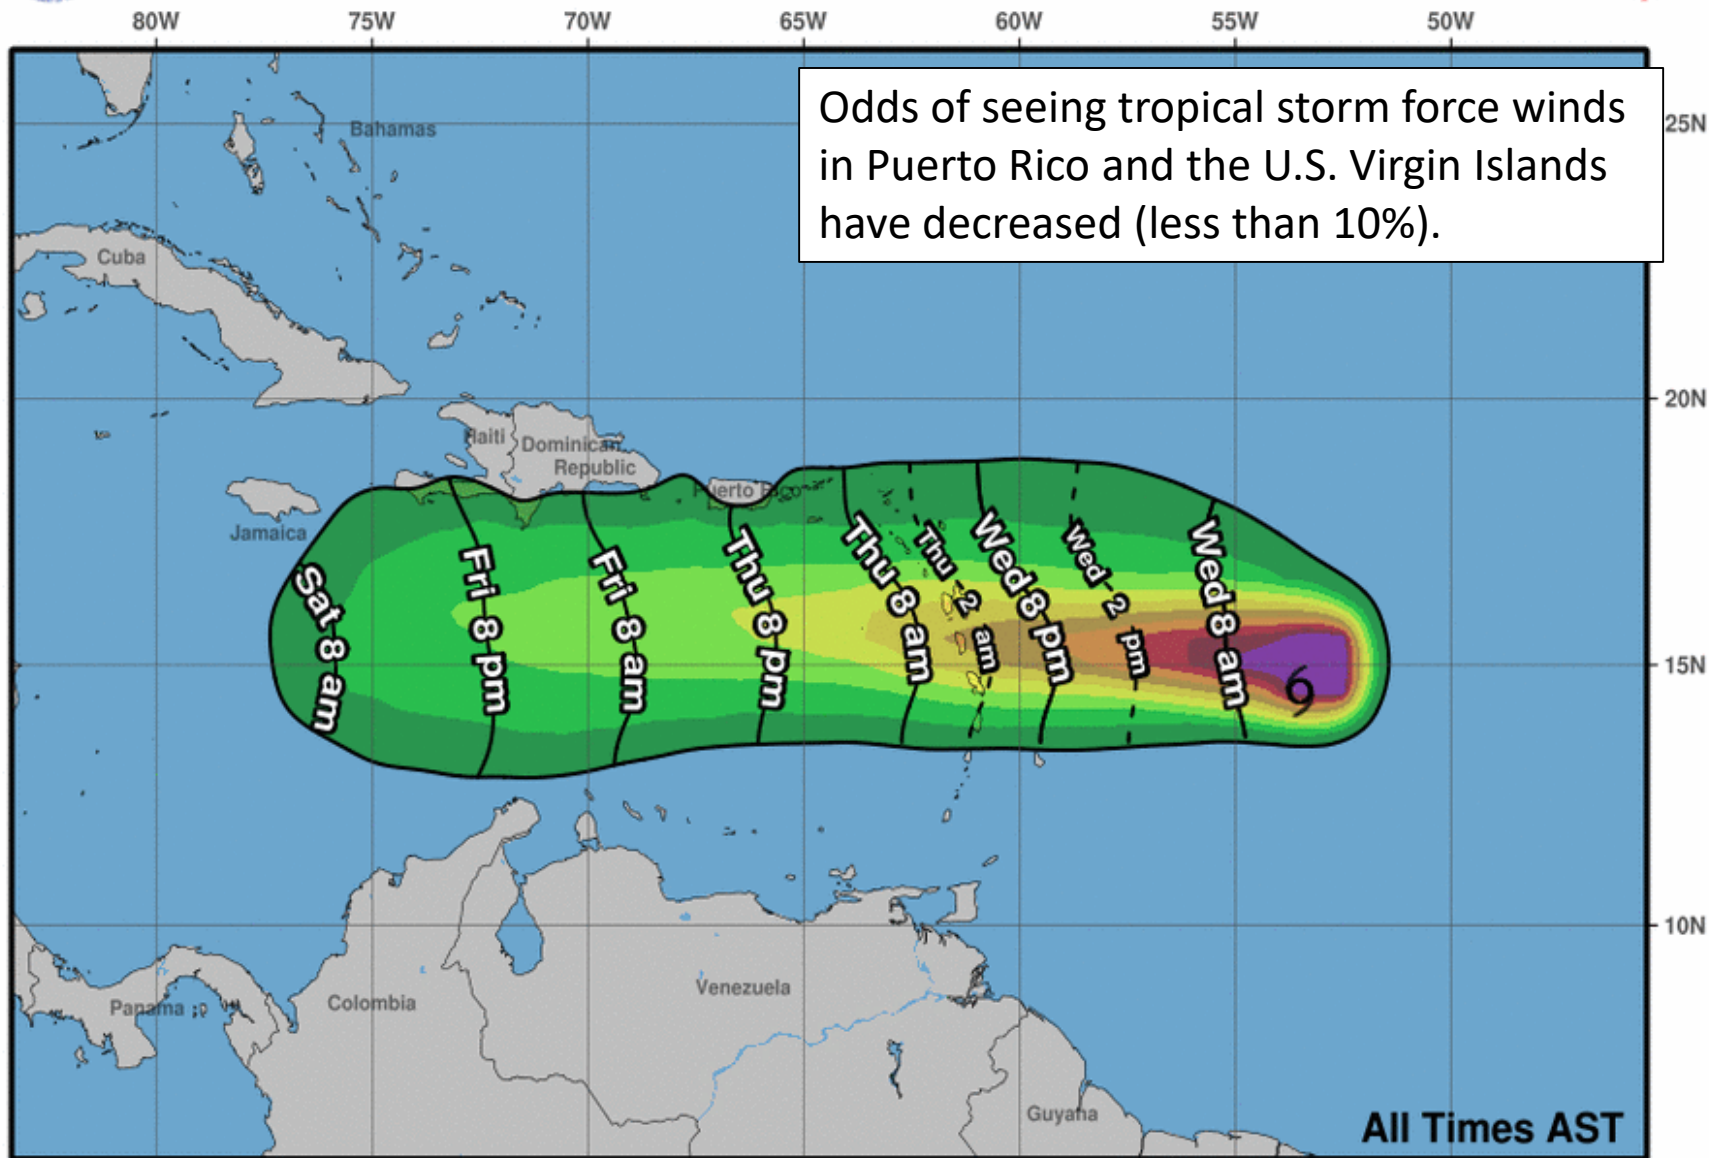 80W 75W 70W 65W 60W 55W 50W
Odds of seeing tropical storm force winds
in Puerto Rico and the U.S. Virgin Islands
have decreased (less than 10%).
25N
Bahamas
Cuba
20N
Haiti
Dominican
Republic
Puerto Rico
Jamaica
Sat 8 am
Fri 8 pm
Fri 8 am
Thu 8 pm
Thu 8 am
Thu 2 am
Wed 8 pm
Wed 2 pm
Wed 8 am
15N
10N
Panama
Colombia
Venezuela
Guyana
All Times AST